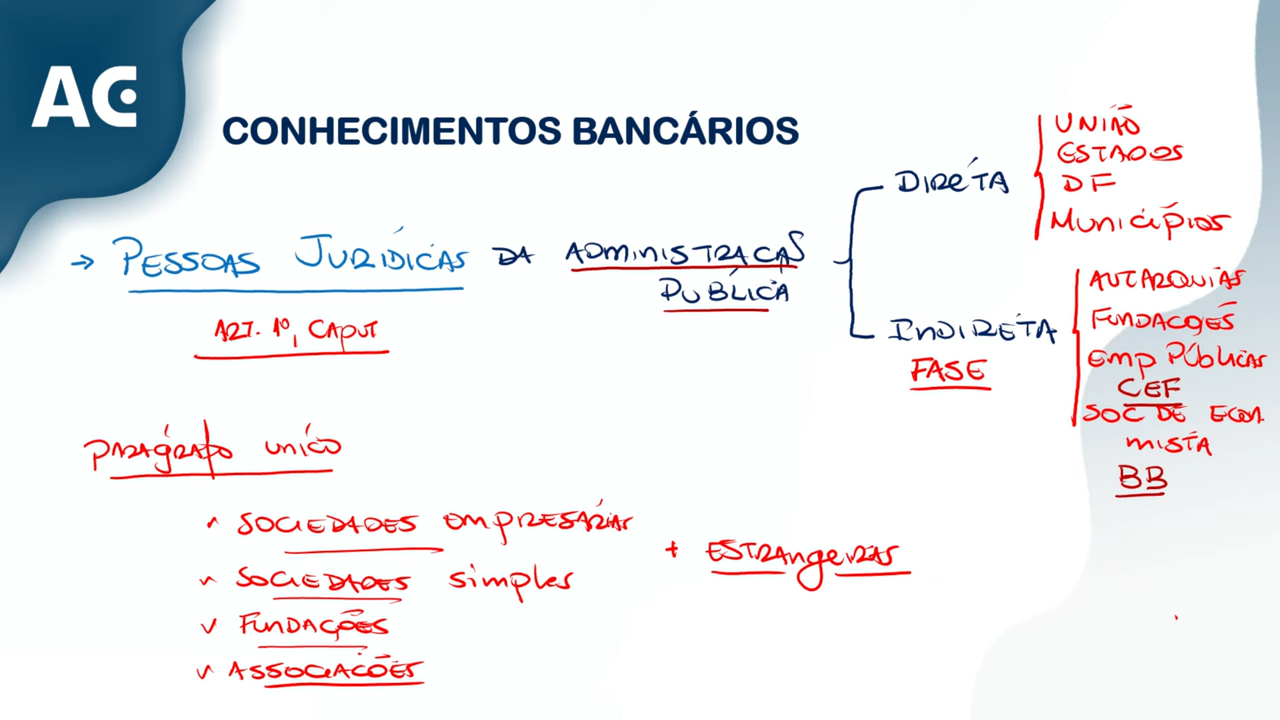 AC
CONHECIMENTOS BANCÁRIOS
→ PESSOAS JURÍDICAS DA ADMINISTRAÇÃO
PÚBLICA
ART. 1º, CAPUT
DIRETA
UNIÃO
ESTADOS
DF
MUNICÍPIOS
INDIRETA
FASE
AUTARQUIAS
FUNDAÇÕES
EMP PÚBLICAS
CEF
SOC DE ECON.
MISTA
BB
PARÁGRAFO ÚNICO
SOCIEDADES EMPRESÁRIAS
SOCIEDADES simples
FUNDAÇÕES
ASSOCIAÇÕES
+ ESTRANGEIRAS